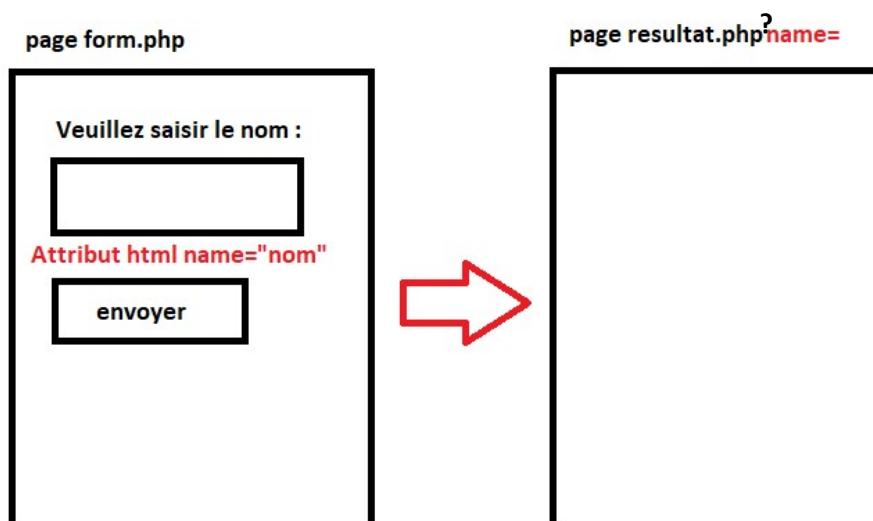 page form.php
Veuillez saisir le nom :
Attribut html name="nom"
envoyer
page resultat.php?name=